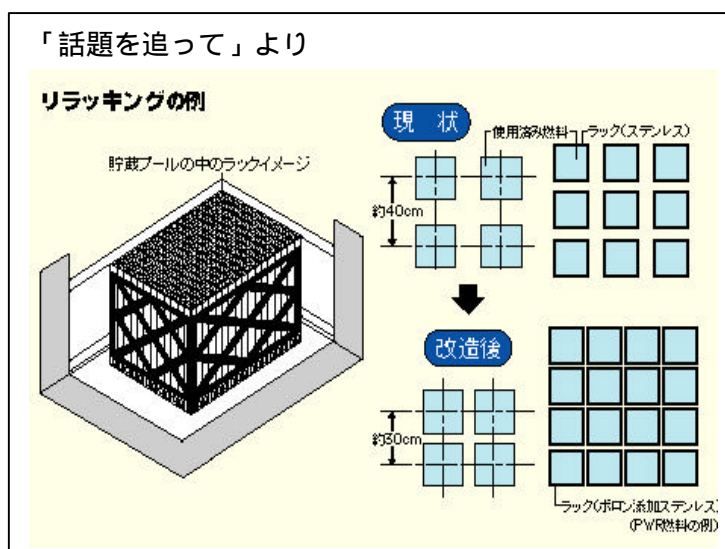 「話題を追って」より
リラッキングの例
貯蔵プールの中のラックイメージ
現 状
使用済み燃料
ラック(ステンレス)
約40cm
改造後
約30cm
ラック(ボロン添加ステンレス)
(PWR燃料の例)